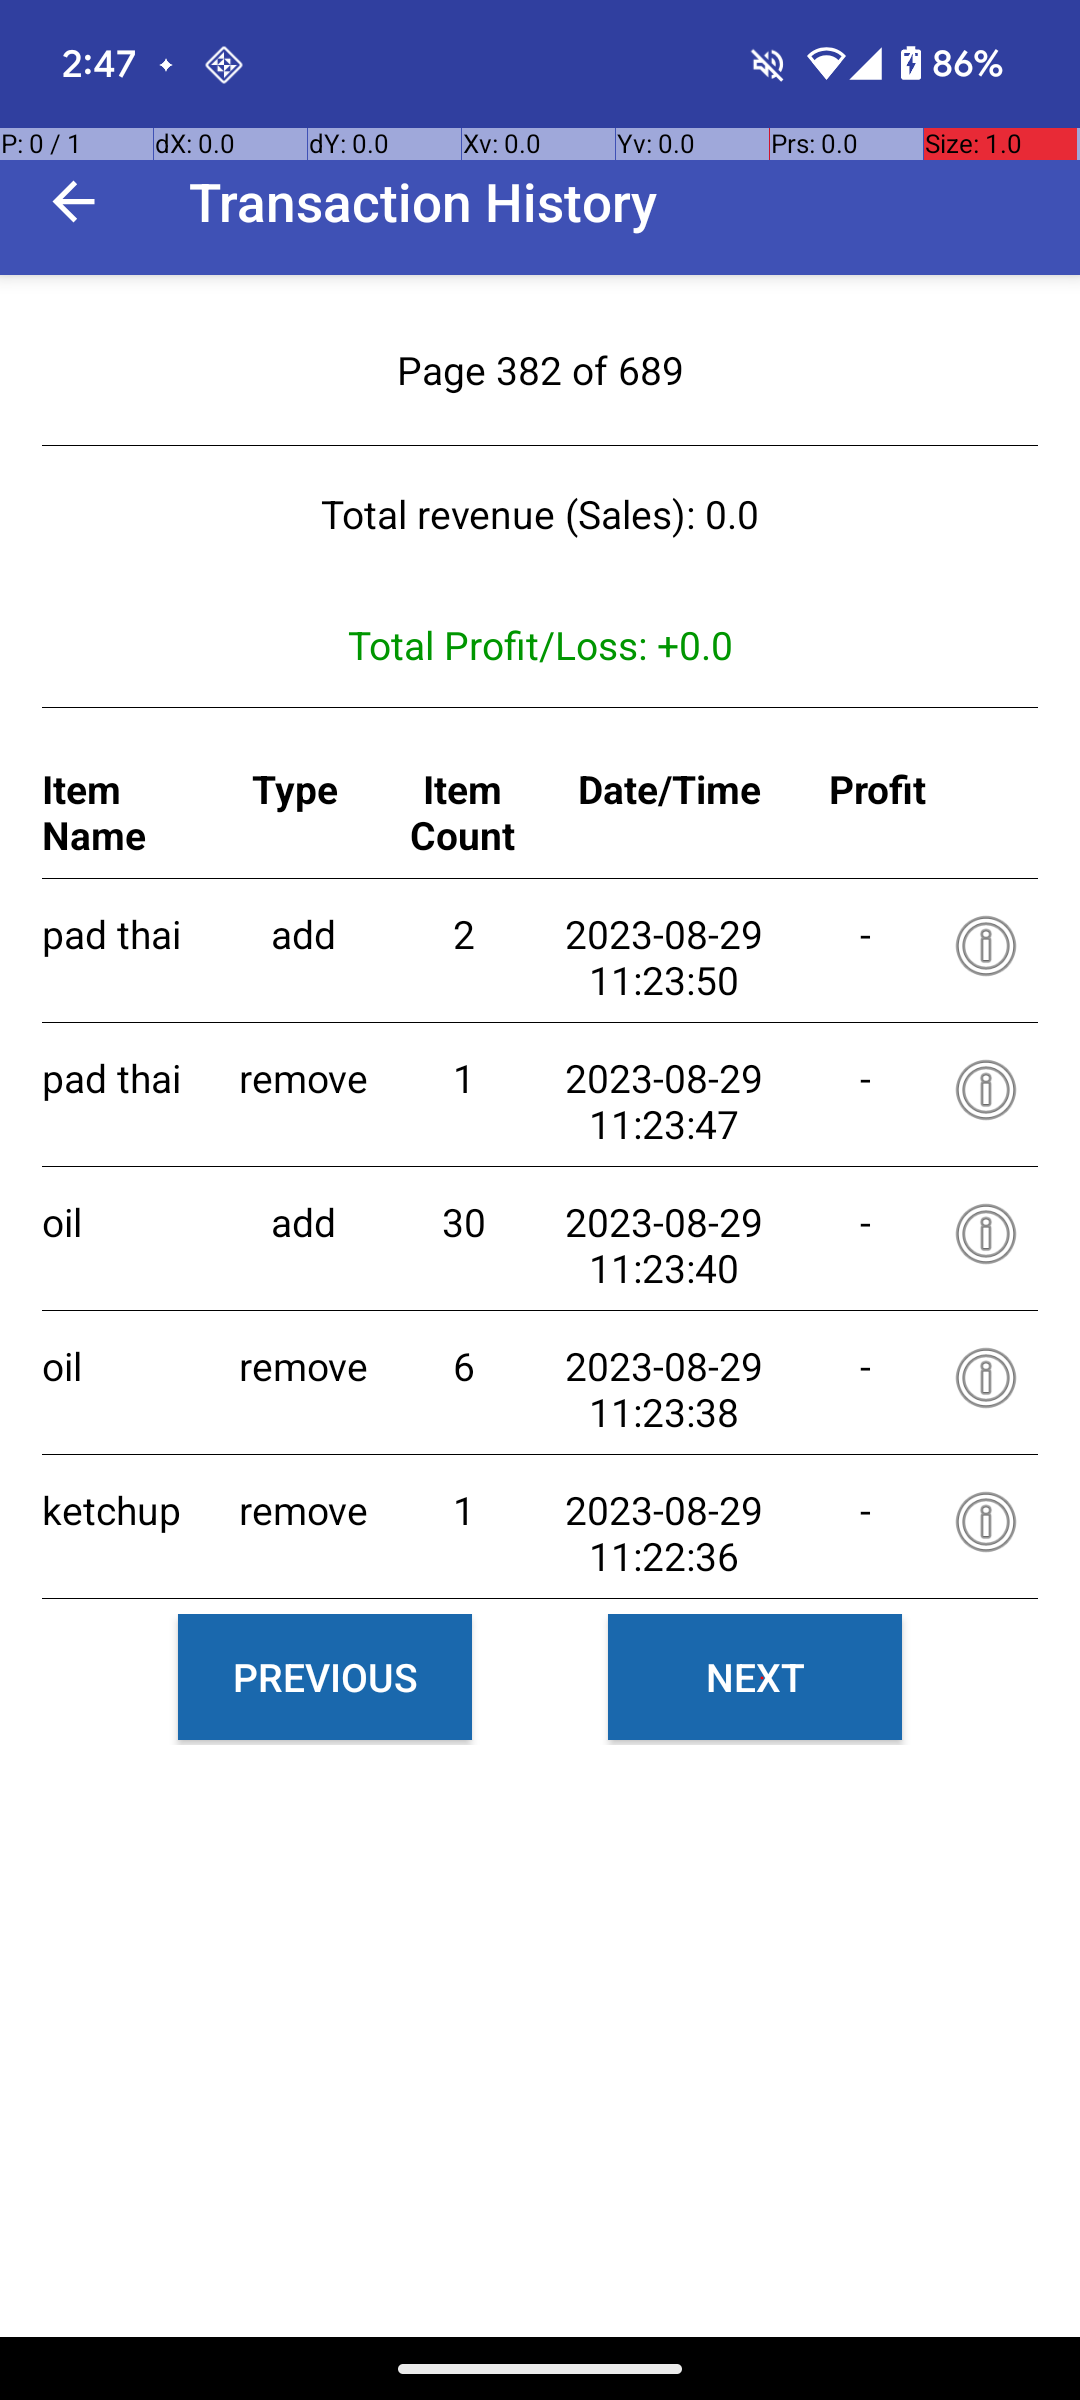 2:47 86%
P: 0 / 1 dX: 0.0 dY: 0.0 Xv: 0.0 Yv: 0.0 Prs: 0.0 Size: 1.0
Transaction History
Page 382 of 689
Total revenue (Sales): 0.0
Total Profit/Loss: +0.0
Item Name Type Item Count Date/Time Profit
pad thai add 2 2023-08-29 11:23:50 -
pad thai remove 1 2023-08-29 11:23:47 -
oil add 30 2023-08-29 11:23:40 -
oil remove 6 2023-08-29 11:23:38 -
ketchup remove 1 2023-08-29 11:22:36 -
PREVIOUS NEXT